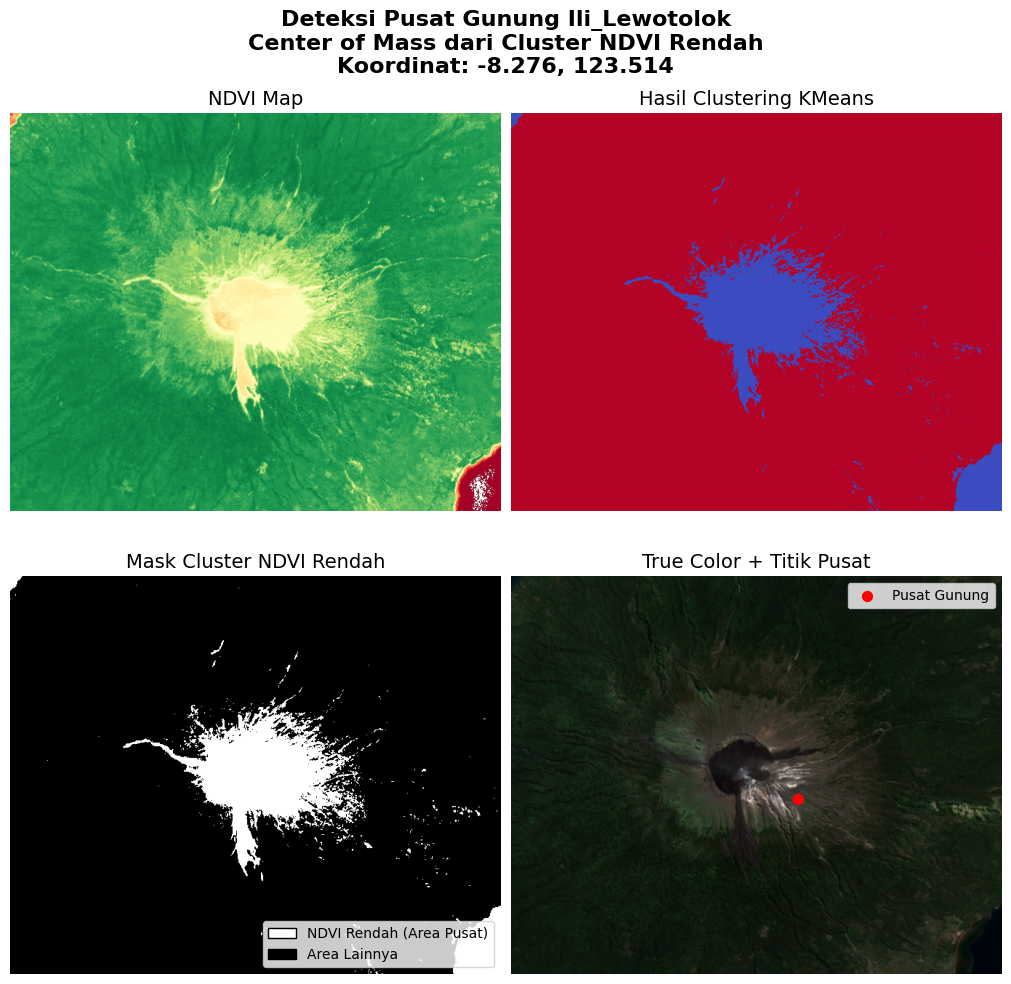 Deteksi Pusat Gunung Ili_Lewotolok
Center of Mass dari Cluster NDVI Rendah
Koordinat: -8.276, 123.514
NDVI Map
Hasil Clustering KMeans
Mask Cluster NDVI Rendah
NDVI Rendah (Area Pusat)
Area Lainnya
True Color + Titik Pusat
Pusat Gunung